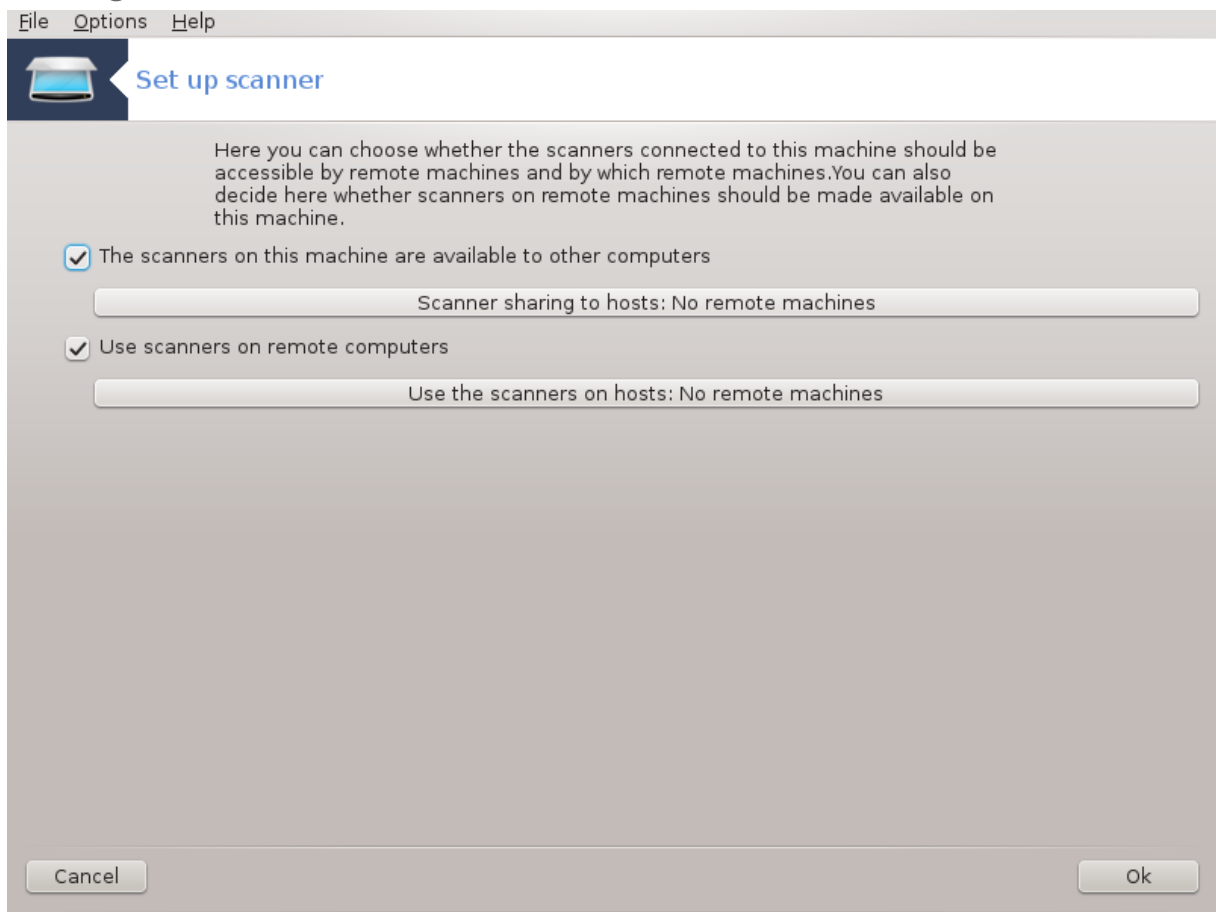 File Options Help
Set up scanner
Here you can choose whether the scanners connected to this machine should be
accessible by remote machines and by which remote machines.You can also
decide here whether scanners on remote machines should be made available on
this machine.
The scanners on this machine are available to other computers
Scanner sharing to hosts: No remote machines
Use scanners on remote computers
Use the scanners on hosts: No remote machines
Cancel Ok